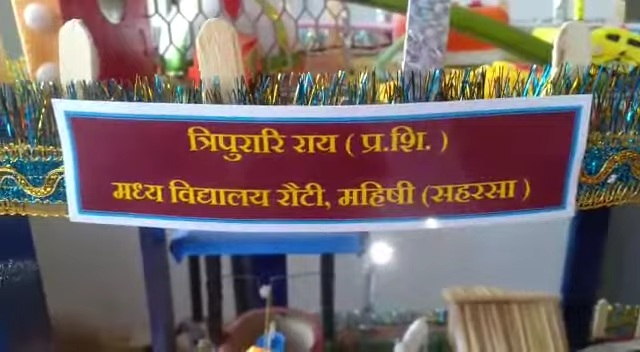 त्रिपुरारि राय ( प्र.शि. )
मध्य विद्यालय रौटी, महिषी (सहरसा )